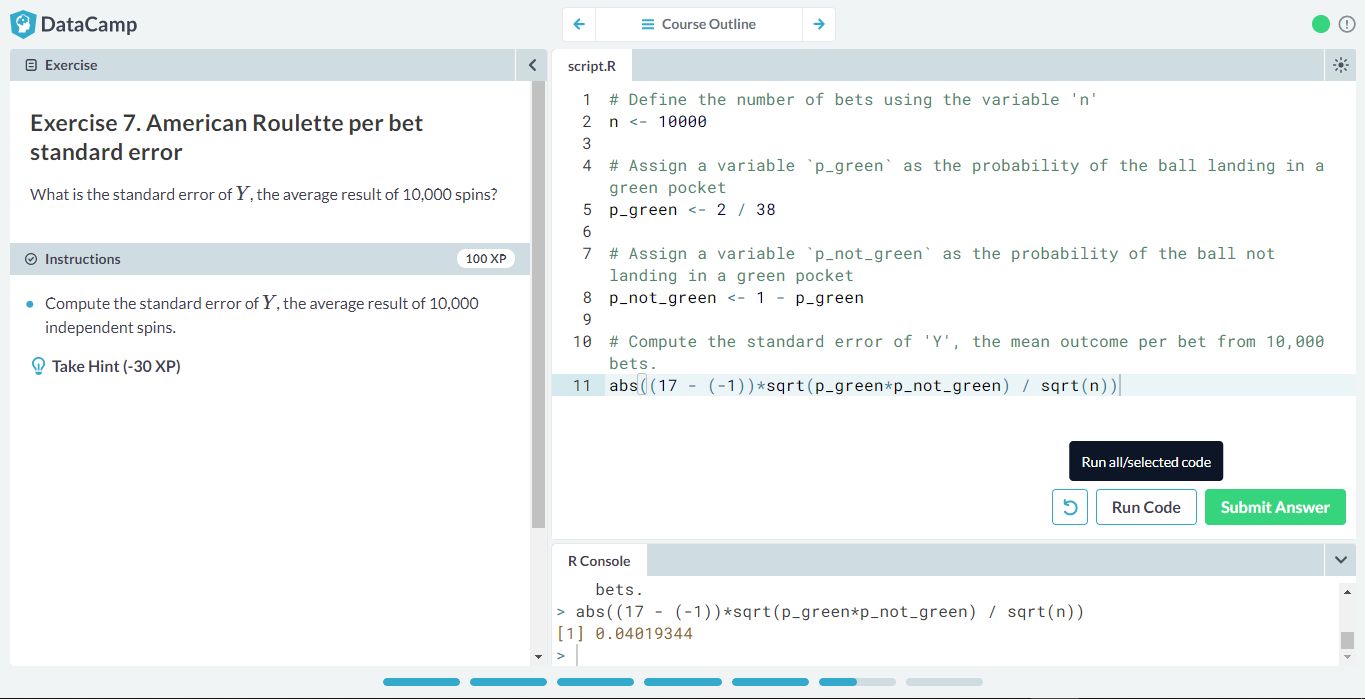 DataCamp
Course Outline
Exercise
Exercise 7. American Roulette per bet
standard error
What is the standard error of Y, the average result of 10,000 spins?
Instructions
100 XP
Compute the standard error of Y, the average result of 10,000
independent spins.
Take Hint (-30 XP)
script.R
1 # Define the number of bets using the variable 'n'
2 n <- 10000
3
4 # Assign a variable `p_green` as the probability of the ball landing in a
green pocket
5 p_green <- 2 / 38
6
7 # Assign a variable `p_not_green` as the probability of the ball not
landing in a green pocket
8 p_not_green <- 1 - p_green
9
10 # Compute the standard error of 'Y', the mean outcome per bet from 10,000
bets.
11 abs((17 - (-1))*sqrt(p_green*p_not_green) / sqrt(n))
Run all/selected code
Run Code
Submit Answer
R Console
bets.
> abs((17 - (-1))*sqrt(p_green*p_not_green) / sqrt(n))
[1] 0.04019344
>